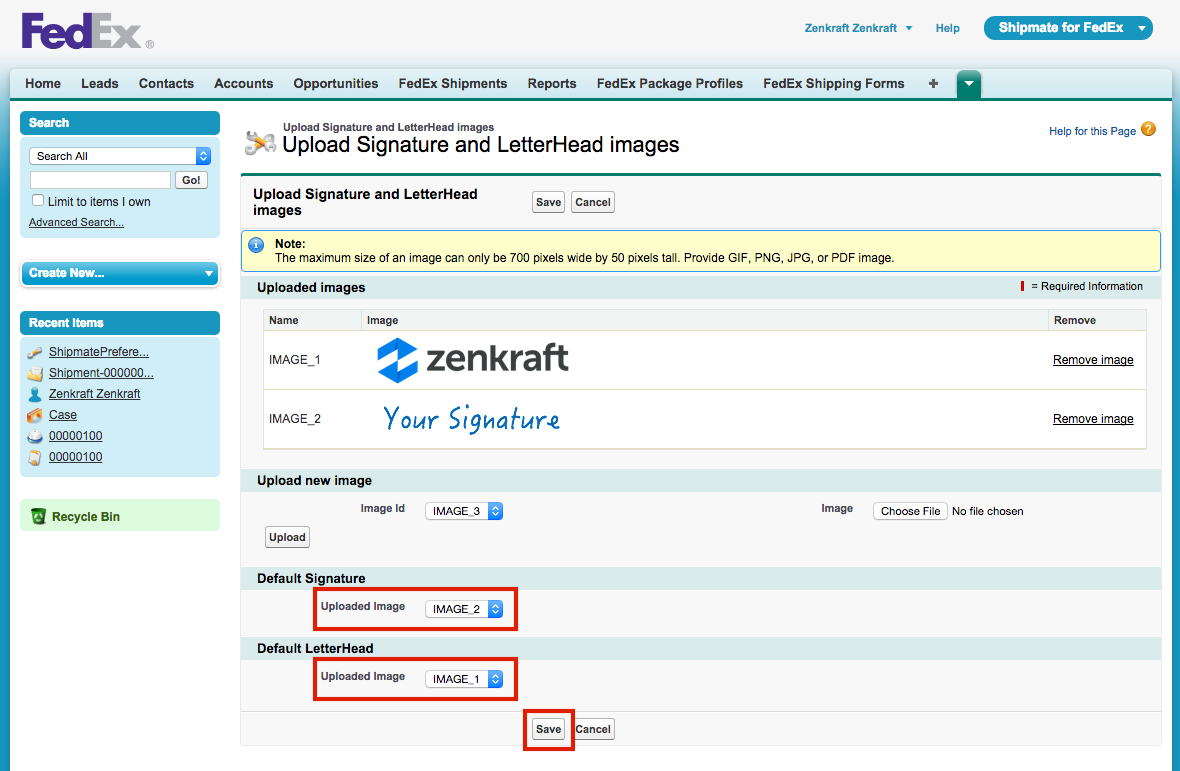 FedEx ®
Zenkraft Zenkraft Help Shipmate for FedEx
Home Leads Contacts Accounts Opportunities FedEx Shipments Reports FedEx Package Profiles FedEx Shipping Forms +
Search
Search All
Go!
Limit to items I own
Advanced Search...
Create New...
Recent Items
ShipmatePrefere...
Shipment-000000...
Zenkraft Zenkraft
Case
00000100
00000100
Recycle Bin
Upload Signature and LetterHead images
Upload Signature and LetterHead images
Help for this Page ?
Upload Signature and LetterHead
images
Save Cancel
Note:
The maximum size of an image can only be 700 pixels wide by 50 pixels tall. Provide GIF, PNG, JPG, or PDF image.
Uploaded images
= Required Information
Name Image Remove
IMAGE_1 zenkraft Remove image
IMAGE_2 Your Signature Remove image
Upload new image
Image Id IMAGE_3 Image Choose File No file chosen
Upload
Default Signature
Uploaded Image IMAGE_2
Default LetterHead
Uploaded Image IMAGE_1
Save Cancel